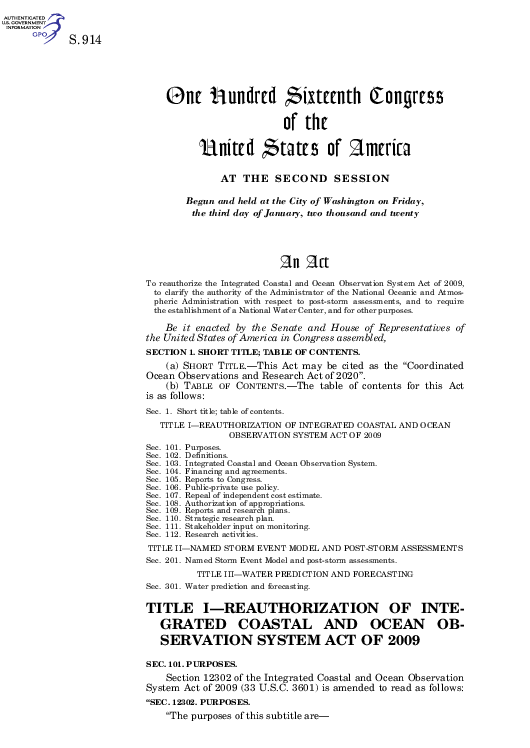 AUTHENTICATED
U.S. GOVERNMENT
INFORMATION
GPO
S. 914
One Hundred Sixteenth Congress
of the
United States of America
AT THE SECOND SESSION
Begun and held at the City of Washington on Friday,
the third day of January, two thousand and twenty
An Act
To reauthorize the Integrated Coastal and Ocean Observation System Act of 2009,
to clarify the authority of the Administrator of the National Oceanic and Atmos-
pheric Administration with respect to post-storm assessments, and to require
the establishment of a National Water Center, and for other purposes.
Be it enacted by the Senate and House of Representatives of
the United States of America in Congress assembled,
SECTION 1. SHORT TITLE; TABLE OF CONTENTS.
(a) SHORT TITLE.—This Act may be cited as the “Coordinated
Ocean Observations and Research Act of 2020”.
(b) TABLE OF CONTENTS.—The table of contents for this Act
is as follows:
Sec. 1. Short title; table of contents.
TITLE I—REAUTHORIZATION OF INTEGRATED COASTAL AND OCEAN
OBSERVATION SYSTEM ACT OF 2009
Sec. 101. Purposes.
Sec. 102. Definitions.
Sec. 103. Integrated Coastal and Ocean Observation System.
Sec. 104. Financing and agreements.
Sec. 105. Reports to Congress.
Sec. 106. Public-private use policy.
Sec. 107. Repeal of independent cost estimate.
Sec. 108. Authorization of appropriations.
Sec. 109. Reports and research plans.
Sec. 110. Strategic research plan.
Sec. 111. Stakeholder input on monitoring.
Sec. 112. Research activities.
TITLE II—NAMED STORM EVENT MODEL AND POST-STORM ASSESSMENTS
Sec. 201. Named Storm Event Model and post-storm assessments.
TITLE III—WATER PREDICTION AND FORECASTING
Sec. 301. Water prediction and forecasting.
TITLE I—REAUTHORIZATION OF INTE-
GRATED COASTAL AND OCEAN OB-
SERVATION SYSTEM ACT OF 2009
SEC. 101. PURPOSES.
Section 12302 of the Integrated Coastal and Ocean Observation
System Act of 2009 (33 U.S.C. 3601) is amended to read as follows:
“SEC. 12302. PURPOSES.
“The purposes of this subtitle are—